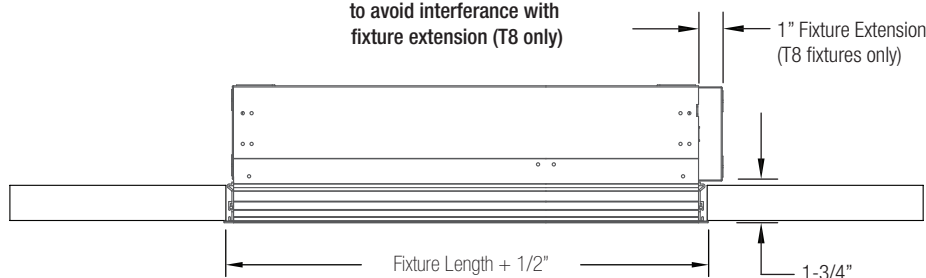 to avoid interferance with
fixture extension (T8 only)
1” Fixture Extension
(T8 fixtures only)
Fixture Length + 1/2”
1-3/4”